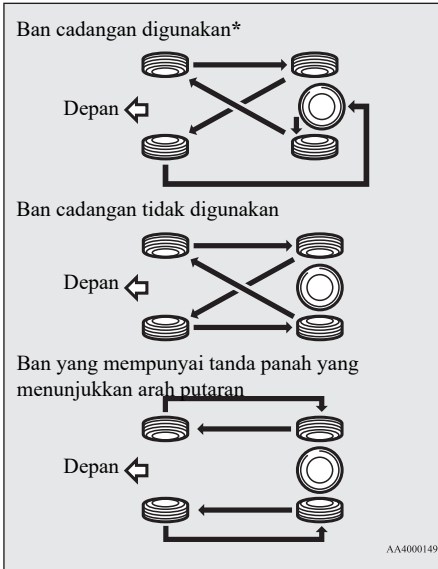 Ban cadangan digunakan*
Depan
Ban cadangan tidak digunakan
Depan
Ban yang mempunyai tanda panah yang
menunjukkan arah putaran
Depan
AA4000149